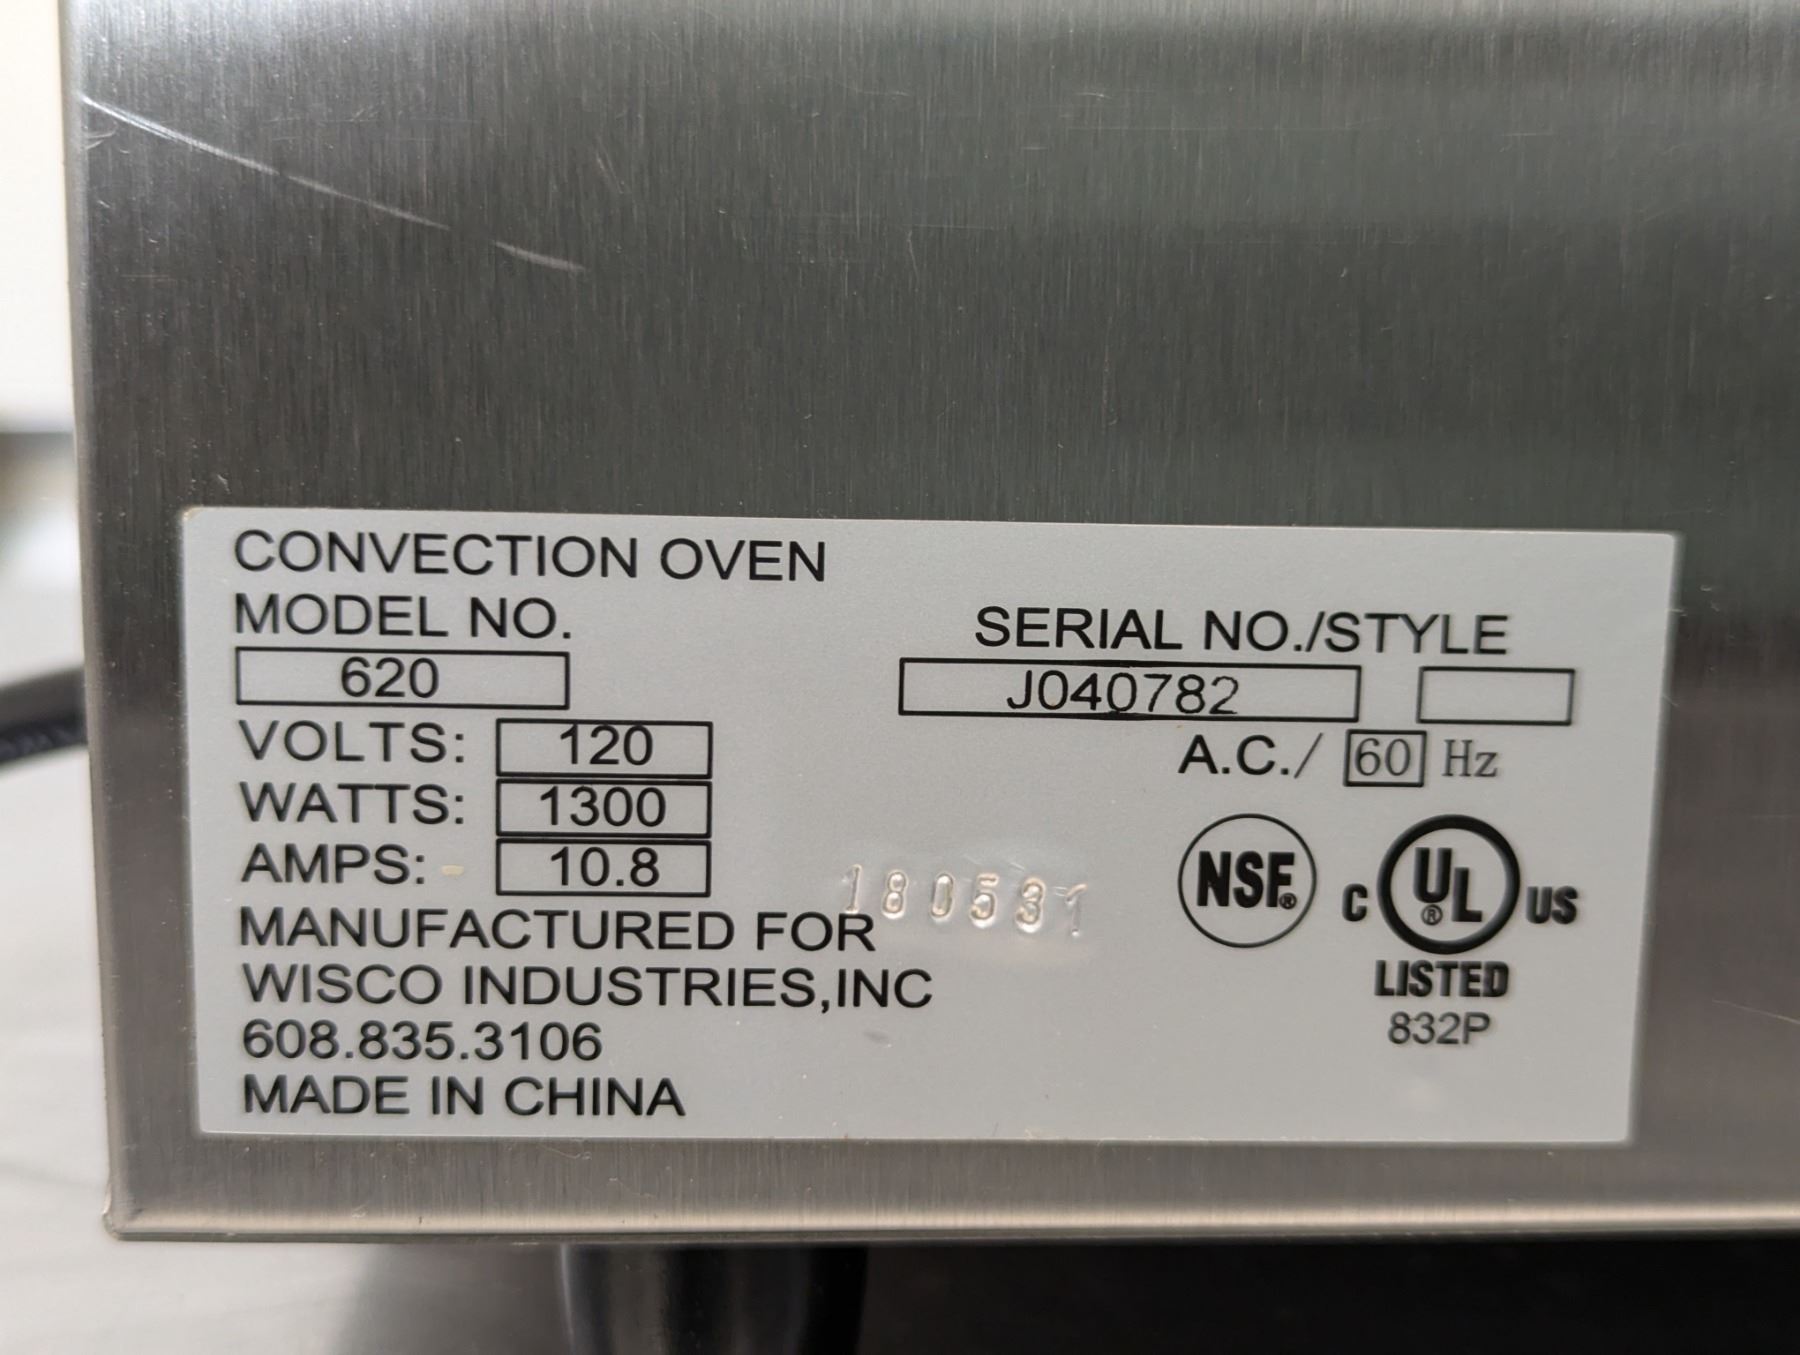 CONVECTION OVEN
MODEL NO.
620
SERIAL NO./STYLE
J040782
VOLTS: 120
A.C./ 60 Hz
WATTS: 1300
AMPS: 10.8
180531
MANUFACTURED FOR
WISCO INDUSTRIES,INC
608.835.3106
MADE IN CHINA
NSF®
C UL® US
LISTED
832P